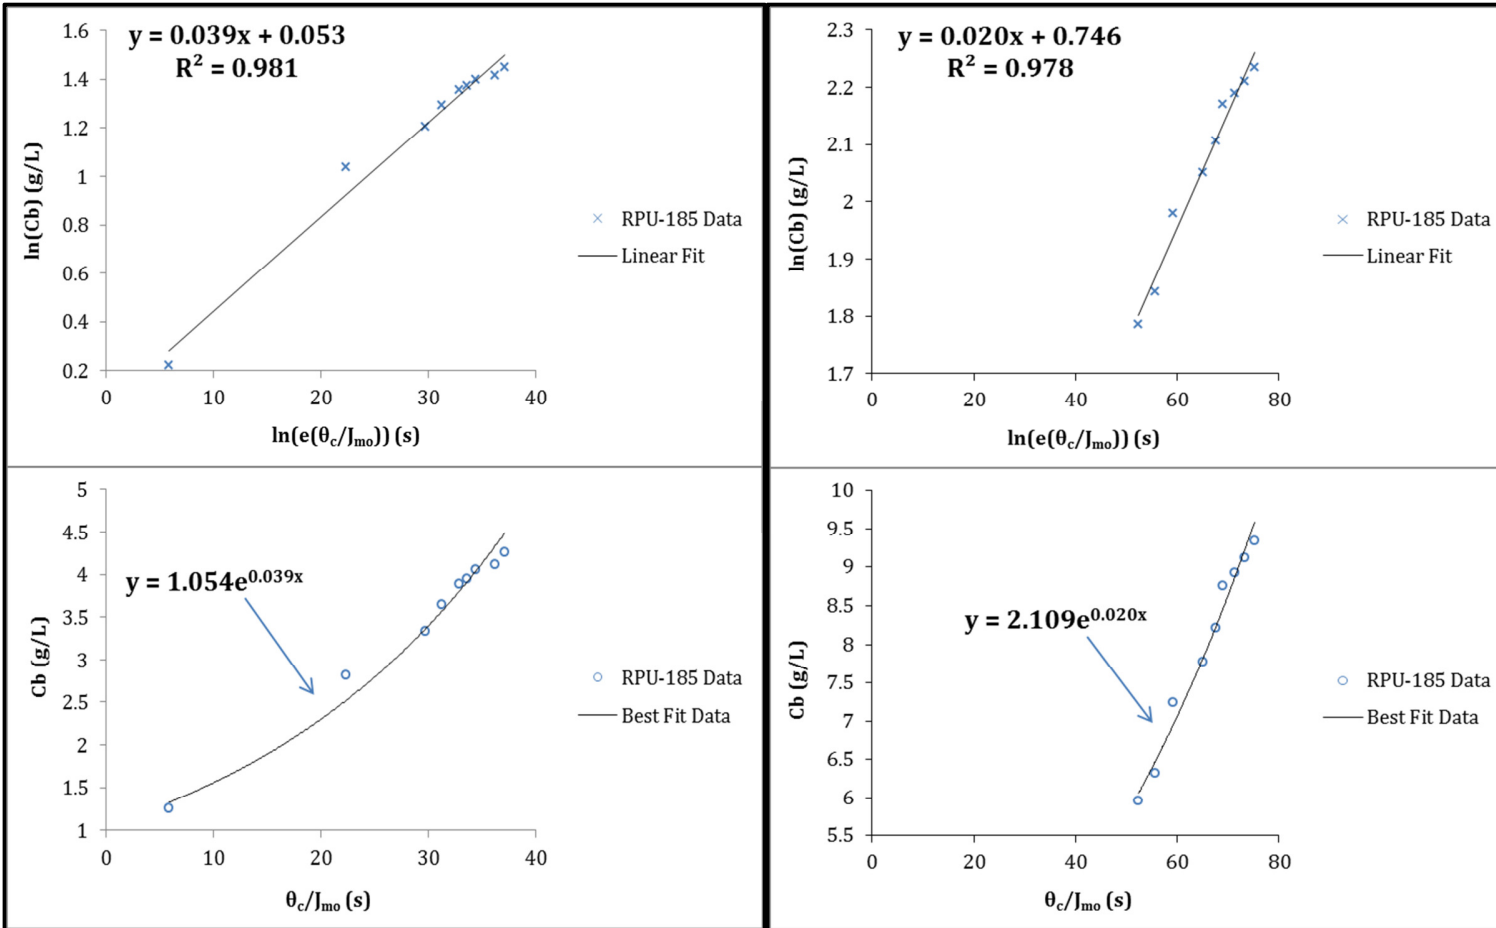 y = 0.039x + 0.053
R² = 0.981
1.6
1.4
1.2
1
0.8
0.6
0.4
0.2
ln(Cb) (g/L)
0 10 20 30 40
ln(e(θc/Jmo)) (s)
RPU-185 Data
Linear Fit
y = 0.020x + 0.746
R² = 0.978
2.3
2.2
2.1
2
1.9
1.8
1.7
ln(Cb) (g/L)
0 20 40 60 80
ln(e(θc/Jmo)) (s)
RPU-185 Data
Linear Fit
5
4.5
4
3.5
3
2.5
2
1.5
1
Cb (g/L)
y = 1.054e^0.039x
0 10 20 30 40
θc/Jmo (s)
RPU-185 Data
Best Fit Data
10
9.5
9
8.5
8
7.5
7
6.5
6
5.5
Cb (g/L)
y = 2.109e^0.020x
0 20 40 60 80
θc/Jmo (s)
RPU-185 Data
Best Fit Data